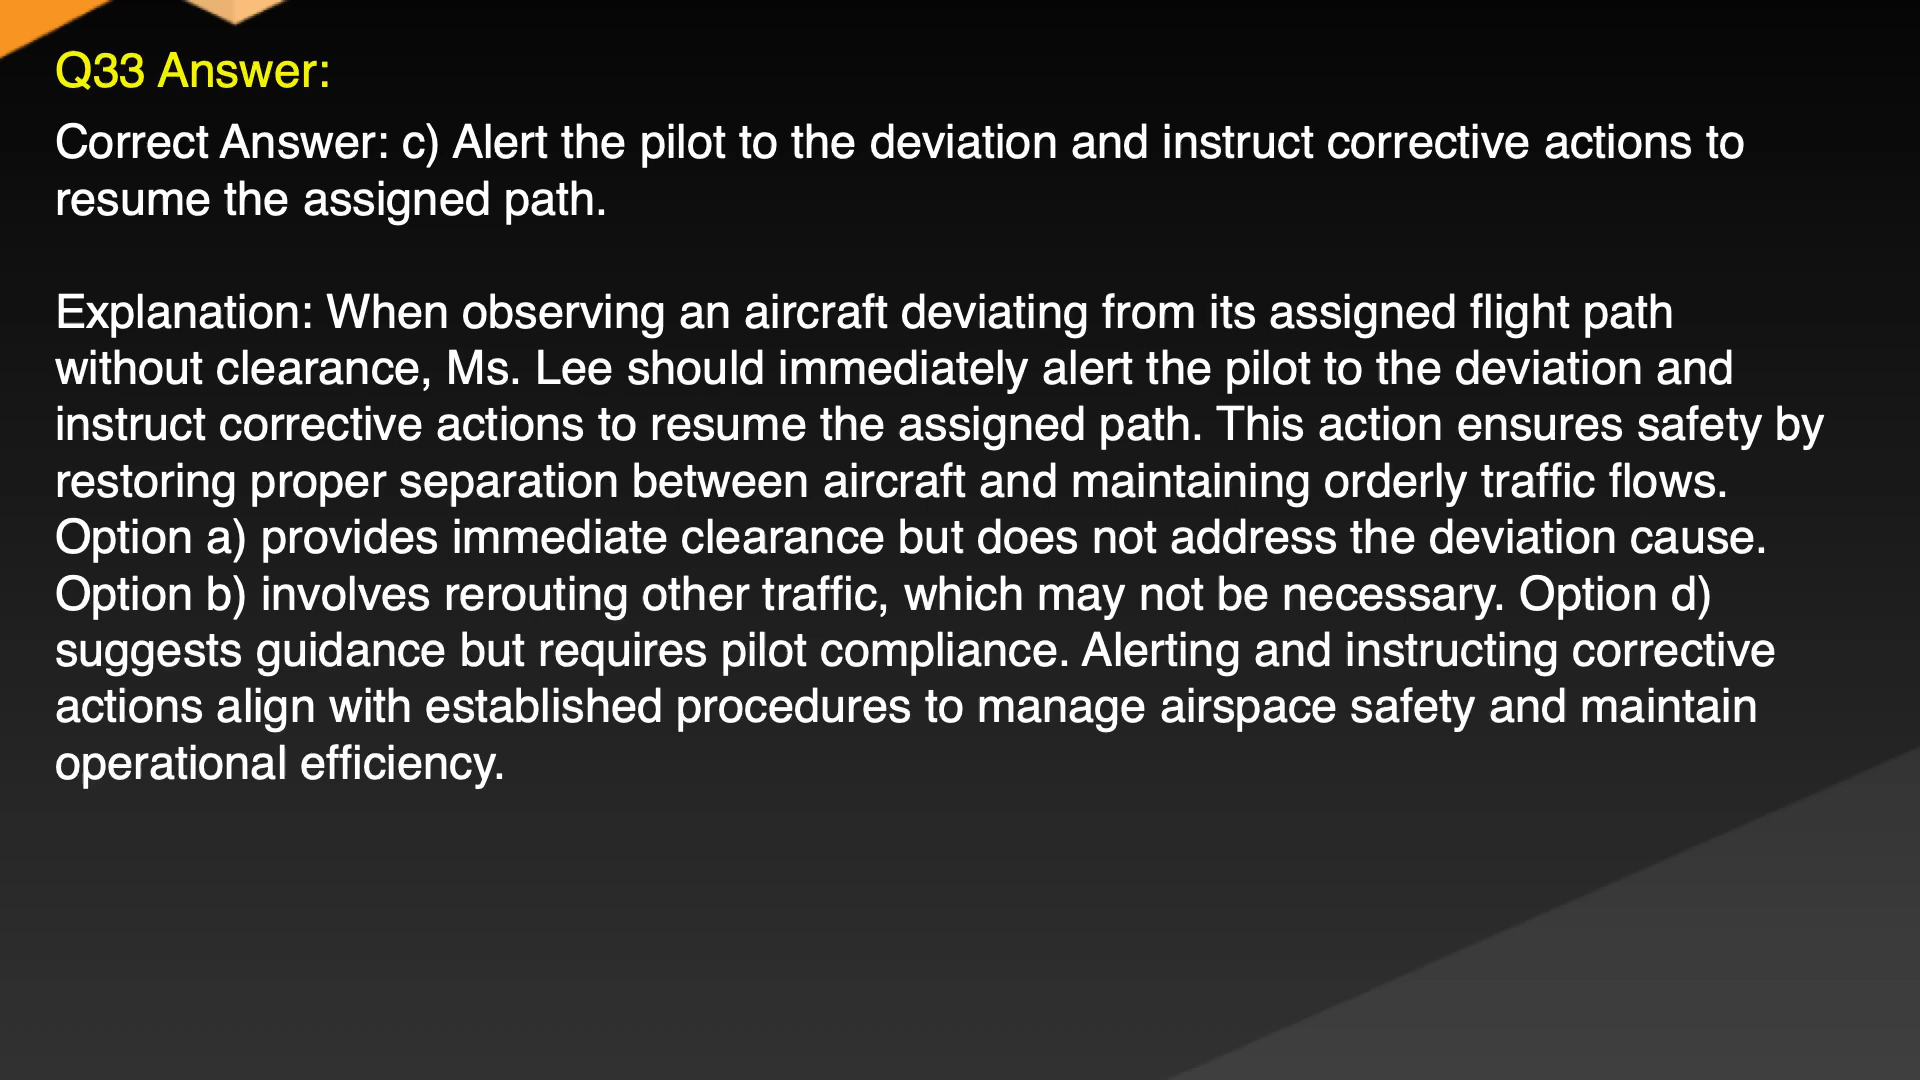 Q33 Answer:
Correct Answer: c) Alert the pilot to the deviation and instruct corrective actions to
resume the assigned path.
Explanation: When observing an aircraft deviating from its assigned flight path
without clearance, Ms. Lee should immediately alert the pilot to the deviation and
instruct corrective actions to resume the assigned path. This action ensures safety by
restoring proper separation between aircraft and maintaining orderly traffic flows.
Option a) provides immediate clearance but does not address the deviation cause.
Option b) involves rerouting other traffic, which may not be necessary. Option d)
suggests guidance but requires pilot compliance. Alerting and instructing corrective
actions align with established procedures to manage airspace safety and maintain
operational efficiency.